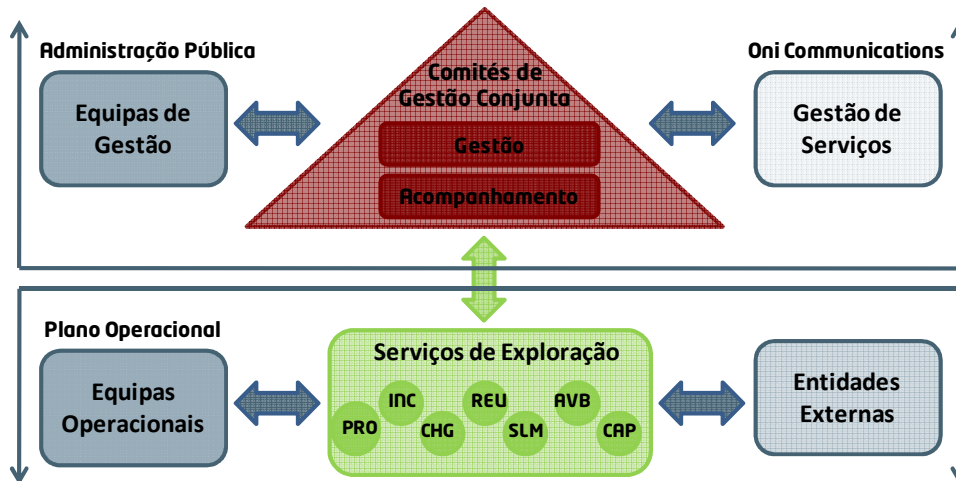 Administração Pública
Oni Communications
Equipas de
Gestão
Comités de
Gestão Conjunta
Gestão
Acompanhamento
Gestão de
Serviços
Plano Operacional
Equipas
Operacionais
Serviços de Exploração
PRO
INC
CHG
REU
SLM
AVB
CAP
Entidades
Externas